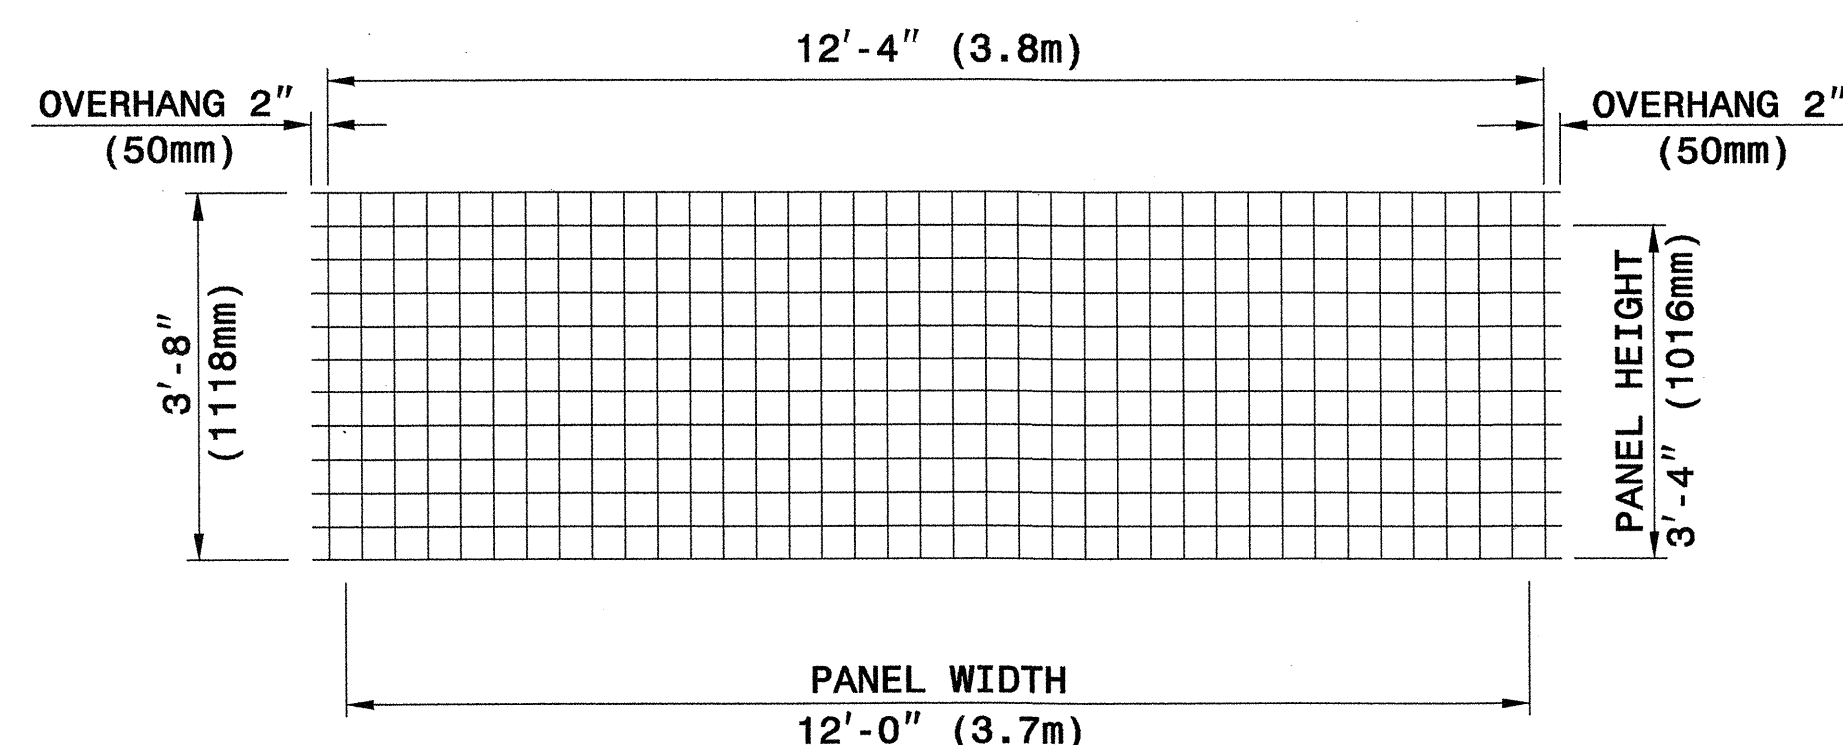 12'-4" (3.8m)
OVERHANG 2"
(50mm)
OVERHANG 2"
(50mm)
3'-8"
(1118mm)
PANEL HEIGHT
3'-4" (1016mm)
PANEL WIDTH
12'-0" (3.7m)